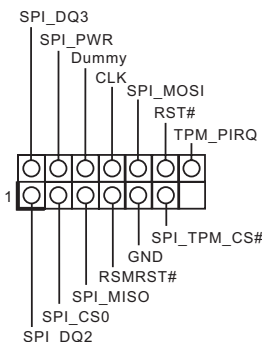 SPI_DQ3
SPI_PWR
Dummy
CLK
SPI_MOSI
RST#
TPM_PIRQ
1
SPI_TPM_CS#
GND
RSMRST#
SPI_MISO
SPI_CS0
SPI_DQ2